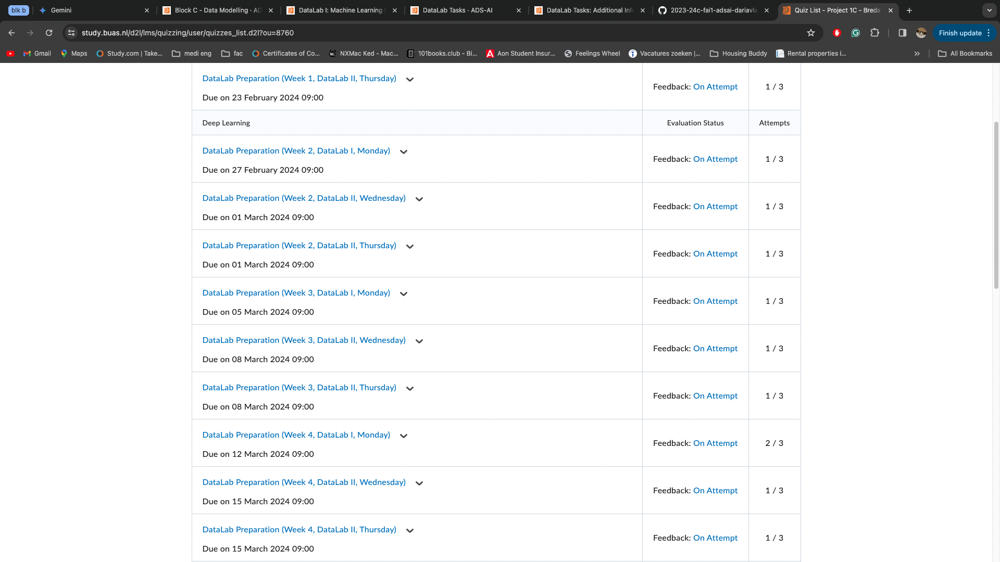 blk b
Gemini
Block C - Data Modelling · AD
DataLab I: Machine Learning
DataLab Tasks · ADS-AI
DataLab Tasks: Additional Info
2023-24c-fai1-adsai-dariavla
Quiz List - Project 1C - Breda
study.buas.nl/d2l/lms/quizzing/user/quizzes_list.d2l?ou=8760
Finish update
Gmail
Maps
Study.com | Take...
medi eng
fac
Certificates of Co...
NXMac Ked - Mac...
101books.club - Bi...
Aon Student Insur...
Feelings Wheel
Vacatures zoeken |...
Housing Buddy
Rental properties i...
All Bookmarks
DataLab Preparation (Week 1, DataLab II, Thursday)
Due on 23 February 2024 09:00
Feedback: On Attempt
1 / 3
Deep Learning
Evaluation Status
Attempts
DataLab Preparation (Week 2, DataLab I, Monday)
Due on 27 February 2024 09:00
Feedback: On Attempt
1 / 3
DataLab Preparation (Week 2, DataLab II, Wednesday)
Due on 01 March 2024 09:00
Feedback: On Attempt
1 / 3
DataLab Preparation (Week 2, DataLab II, Thursday)
Due on 01 March 2024 09:00
Feedback: On Attempt
1 / 3
DataLab Preparation (Week 3, DataLab I, Monday)
Due on 05 March 2024 09:00
Feedback: On Attempt
1 / 3
DataLab Preparation (Week 3, DataLab II, Wednesday)
Due on 08 March 2024 09:00
Feedback: On Attempt
1 / 3
DataLab Preparation (Week 3, DataLab II, Thursday)
Due on 08 March 2024 09:00
Feedback: On Attempt
1 / 3
DataLab Preparation (Week 4, DataLab I, Monday)
Due on 12 March 2024 09:00
Feedback: On Attempt
2 / 3
DataLab Preparation (Week 4, DataLab II, Wednesday)
Due on 15 March 2024 09:00
Feedback: On Attempt
1 / 3
DataLab Preparation (Week 4, DataLab II, Thursday)
Due on 15 March 2024 09:00
Feedback: On Attempt
1 / 3